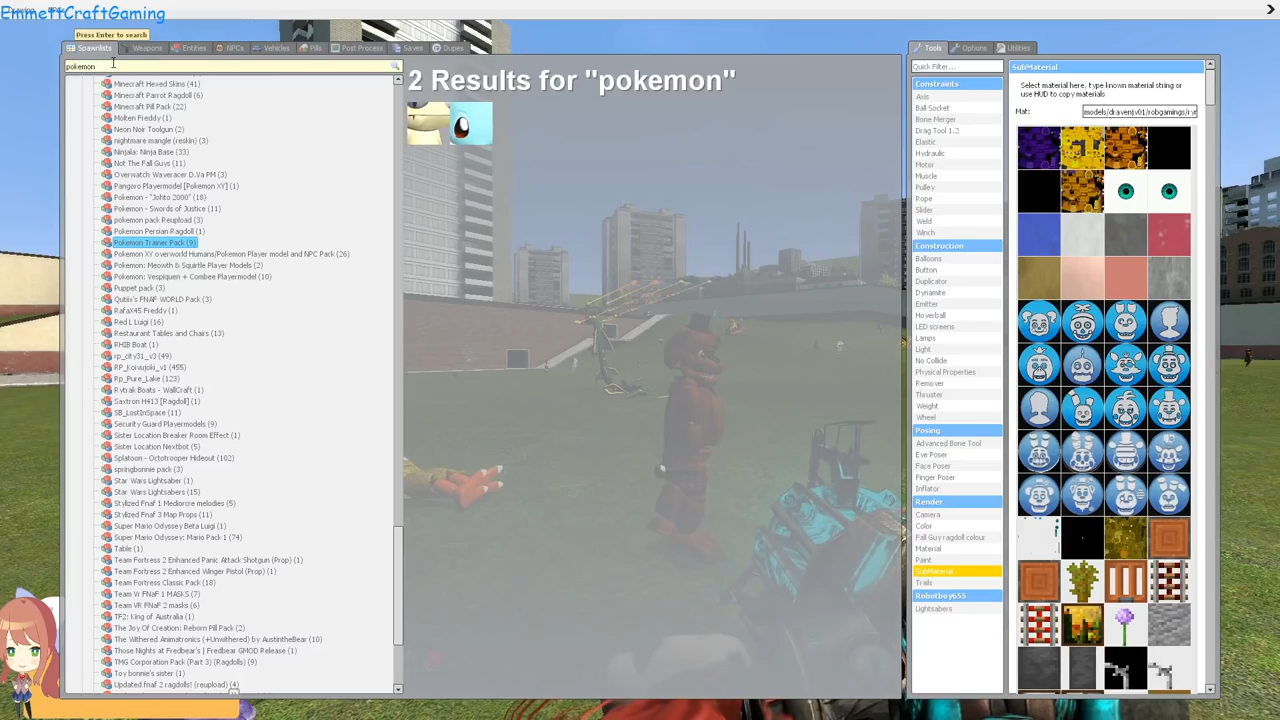 EmmettCraftGaming
Press Enter to search
Spawnlists
Weapons
Entities
NPCs
Vehicles
Pills
Post Process
Saves
Dupes
pokemon
2 Results for "pokemon"
Minecraft Hexed Skins (41)
Minecraft Parrot Ragdoll (6)
Minecraft Pill Pack (22)
Molten Freddy (1)
Neon Noir Toolgun (2)
nightmare mangle (reskin) (3)
Ninjala: Ninja Base (33)
Not The Fall Guys (11)
Overwatch Waveracer D.Va PM (3)
Pangoro Playermodel [Pokemon XY] (1)
Pokemon - "Johto 2000" (18)
Pokemon - Swords of Justice (11)
pokemon pack Reupload (3)
Pokemon Persian Ragdoll (1)
Pokemon Trainer Pack (9)
Pokemon XY overworld Humans/Pokemon Player model and NPC Pack (26)
Pokemon: Meowth & Squirtle Player Models (2)
Pokemon: Vespiquen + Combee Playermodel (10)
Puppet pack (3)
Qutiix's FNAF WORLD Pack (3)
RafaX45 Freddy (1)
Red L Luigi (16)
Restaurant Tables and Chairs (13)
RHIB Boat (1)
rp_city31_v3 (49)
RP_Koivujoki_v1 (455)
Rp_Pure_Lake (123)
Rytrak Boats - WallCraft (1)
Saxtron H413 [Ragdoll] (1)
SB_LostInSpace (11)
Security Guard Playermodels (9)
Sister Location Breaker Room Effect (1)
Sister Location Nextbot (5)
Splatoon - Octotrooper Hideout (102)
springbonnie pack (3)
Star Wars Lightsaber (1)
Star Wars Lightsabers (15)
Stylized Fnaf 1 Mediorcre melodies (5)
Stylized Fnaf 3 Map Props (11)
Super Mario Odyssey Beta Luigi (1)
Super Mario Odyssey: Mario Pack 1 (74)
Table (1)
Team Fortress 2 Enhanced Panic Attack Shotgun (Prop) (1)
Team Fortress 2 Enhanced Winger Pistol (Prop) (1)
Team Fortress Classic Pack (18)
Team Vr FNaF 1 MASKS (7)
Team VR FNaF 2 masks (6)
TF2: King of Australia (1)
The Joy Of Creation: Reborn Pill Pack (2)
The Withered Animatronics (+Unwithered) by AustintheBear (10)
Those Nights at Fredbear's | Fredbear GMOD Release (1)
TMG Corporation Pack (Part 3) (Ragdolls) (9)
Toy bonnie's sister (1)
Updated fnaf 2 ragdolls! (reupload) (4)
Tools
Options
Utilities
Quick Filter...
Constraints
Axis
Ball Socket
Bone Merger
Drag Tool 1.2
Elastic
Hydraulic
Motor
Muscle
Pulley
Rope
Slider
Weld
Winch
Construction
Balloons
Button
Duplicator
Dynamite
Emitter
Hoverball
LED screens
Lamps
Light
No Collide
Physical Properties
Remover
Thruster
Weight
Wheel
Posing
Advanced Bone Tool
Eye Poser
Face Poser
Finger Poser
Inflator
Render
Camera
Color
Fall Guy ragdoll colour
Material
Paint
SubMaterial
Trails
Robotboy655
Lightsabers
SubMaterial
Select material here, type known material string or
use HUD to copy materials
Mat: